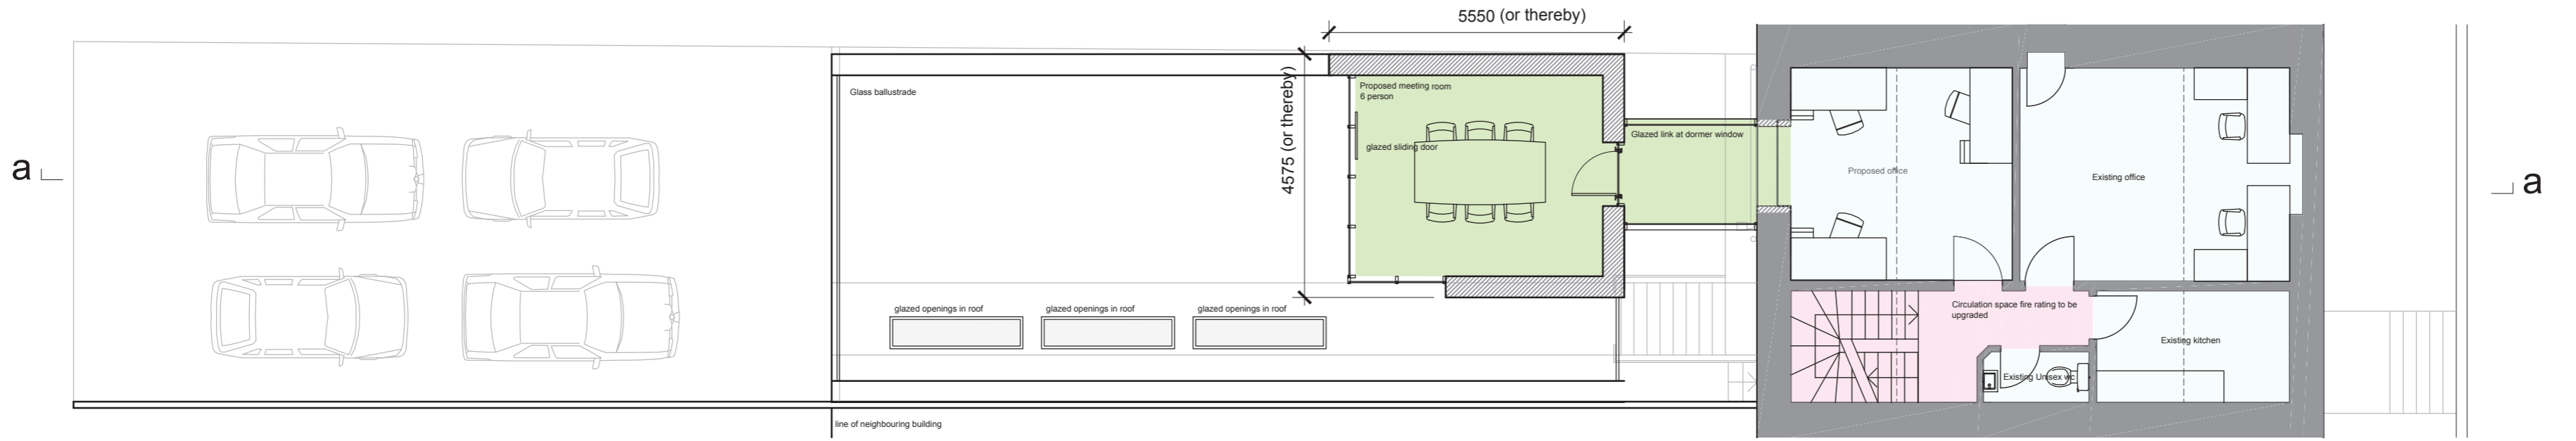 5550 (or thereby)
4575 (or thereby)
Glass ballustrade
Proposed meeting room
6 person
glazed sliding door
Glazed link at dormer window
a
Proposed office
Existing office
a
glazed openings in roof
glazed openings in roof
glazed openings in roof
Circulation space fire rating to be
upgraded
Existing kitchen
Existing Unisex wc
line of neighbouring building